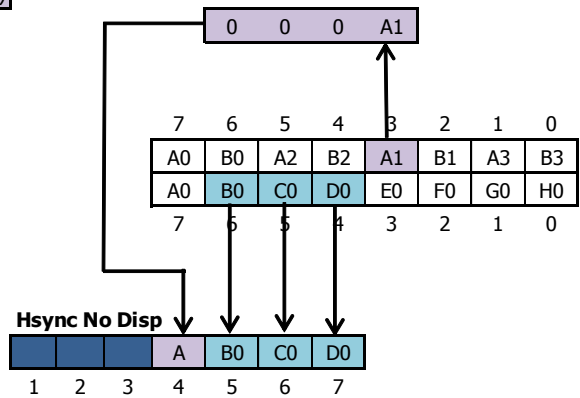 0 0 0 A1
7 6 5 4 3 2 1 0
A0 B0 A2 B2 A1 B1 A3 B3
A0 B0 C0 D0 E0 F0 G0 H0
7 6 5 4 3 2 1 0
Hsync No Disp
A B0 C0 D0
1 2 3 4 5 6 7